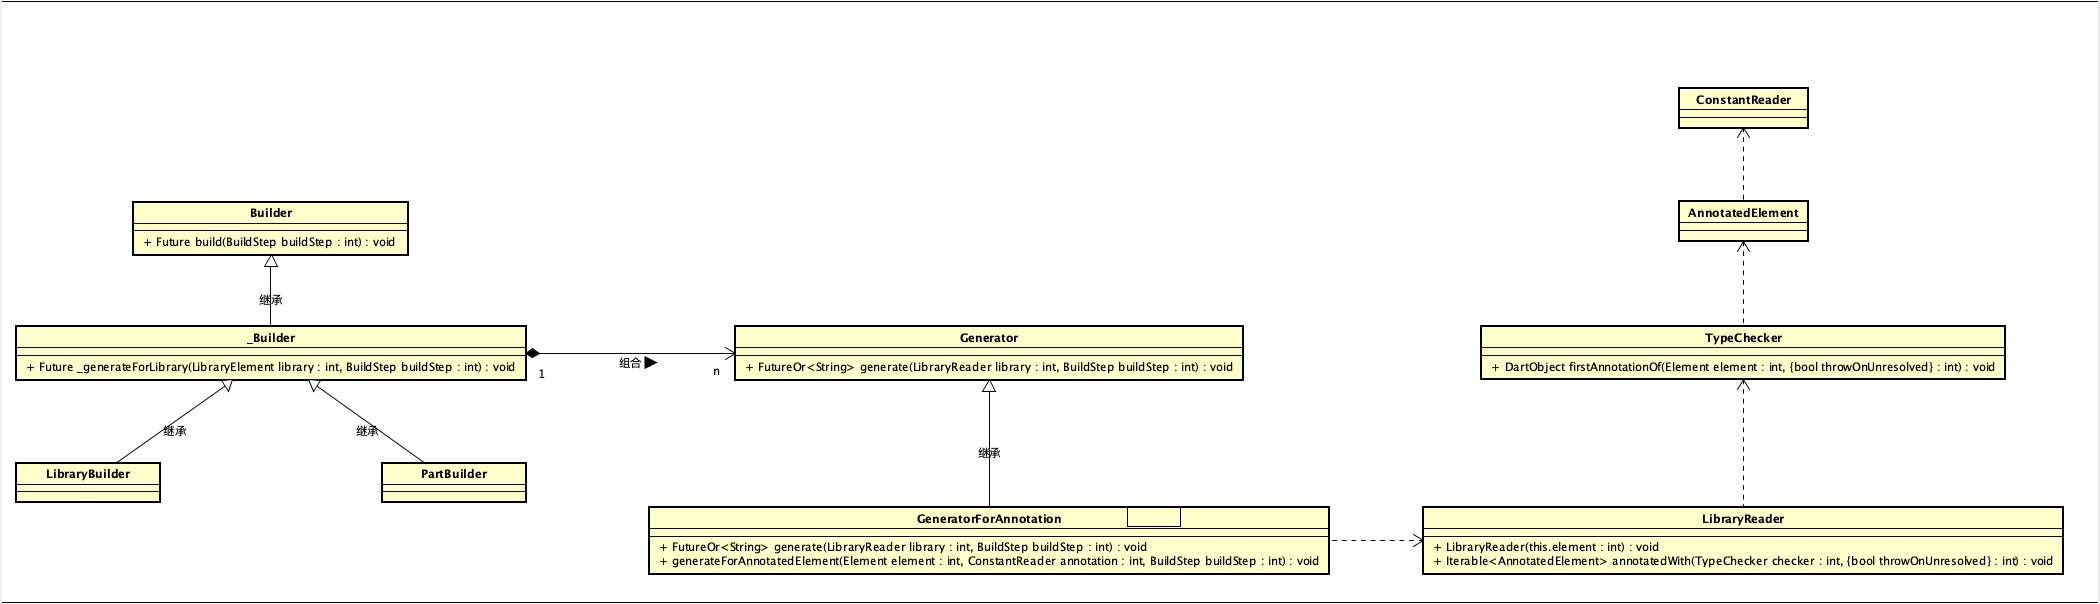 ConstantReader
AnnotatedElement
Builder
+ Future build(BuildStep buildStep : int) : void
继承
_Builder
+ Future _generateForLibrary(LibraryElement library : int, BuildStep buildStep : int) : void
1
组合
n
Generator
+ FutureOr<String> generate(LibraryReader library : int, BuildStep buildStep : int) : void
TypeChecker
+ DartObject firstAnnotationOf(Element element : int, {bool throwOnUnresolved} : int) : void
继承
继承
继承
LibraryBuilder
PartBuilder
GeneratorForAnnotation
+ FutureOr<String> generate(LibraryReader library : int, BuildStep buildStep : int) : void
+ generateForAnnotatedElement(Element element : int, ConstantReader annotation : int, BuildStep buildStep : int) : void
LibraryReader
+ LibraryReader(this.element : int) : void
+ Iterable<AnnotatedElement> annotatedWith(TypeChecker checker : int, {bool throwOnUnresolved} : int) : void